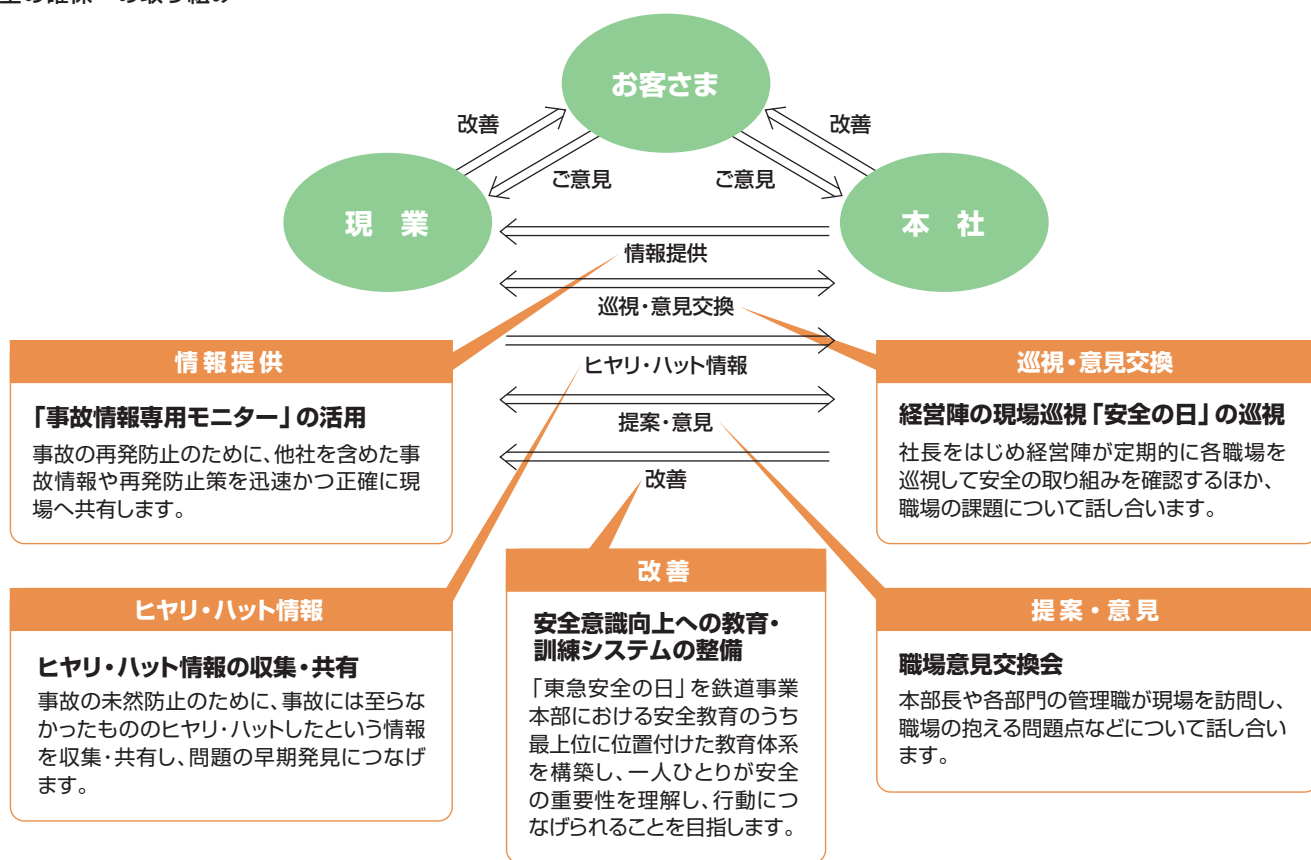 お客さま
改善
改善
ご意見
ご意見
現 業
本 社
情報提供
巡視・意見交換
ヒヤリ・ハット情報
提案・意見
改善
情報提供
「事故情報専用モニター」の活用
事故の再発防止のために、他社を含めた事
故情報や再発防止策を迅速かつ正確に現
場へ共有します。
巡視・意見交換
経営陣の現場巡視「安全の日」の巡視
社長をはじめ経営陣が定期的に各職場を
巡視して安全の取り組みを確認するほか、
職場の課題について話し合います。
ヒヤリ・ハット情報
ヒヤリ・ハット情報の収集・共有
事故の未然防止のために、事故には至らな
かったもののヒヤリ・ハットしたという情報
を収集・共有し、問題の早期発見につなげ
ます。
改善
安全意識向上への教育・
訓練システムの整備
「東急安全の日」を鉄道事業
本部における安全教育のうち
最上位に位置付けた教育体系
を構築し、一人ひとりが安全
の重要性を理解し、行動につ
なげられることを目指します。
提案・意見
職場意見交換会
本部長や各部門の管理職が現場を訪問し、
職場の抱える問題点などについて話し合い
ます。